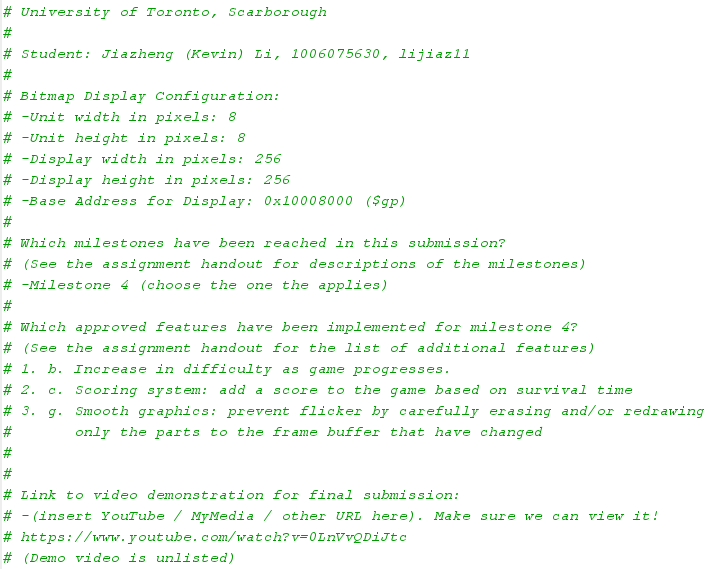 # University of Toronto, Scarborough
#
# Student: Jiazheng (Kevin) Li, 1006075630, lijiaz11
#
# Bitmap Display Configuration:
# -Unit width in pixels: 8
# -Unit height in pixels: 8
# -Display width in pixels: 256
# -Display height in pixels: 256
# -Base Address for Display: 0x10008000 ($gp)
#
# Which milestones have been reached in this submission?
# (See the assignment handout for descriptions of the milestones)
# -Milestone 4 (choose the one the applies)
#
# Which approved features have been implemented for milestone 4?
# (See the assignment handout for the list of additional features)
# 1. b. Increase in difficulty as game progresses.
# 2. c. Scoring system: add a score to the game based on survival time
# 3. g. Smooth graphics: prevent flicker by carefully erasing and/or redrawing
#       only the parts to the frame buffer that have changed
#
#
# Link to video demonstration for final submission:
# -(insert YouTube / MyMedia / other URL here). Make sure we can view it!
# https://www.youtube.com/watch?v=0LnVvQDiJtc
# (Demo video is unlisted)